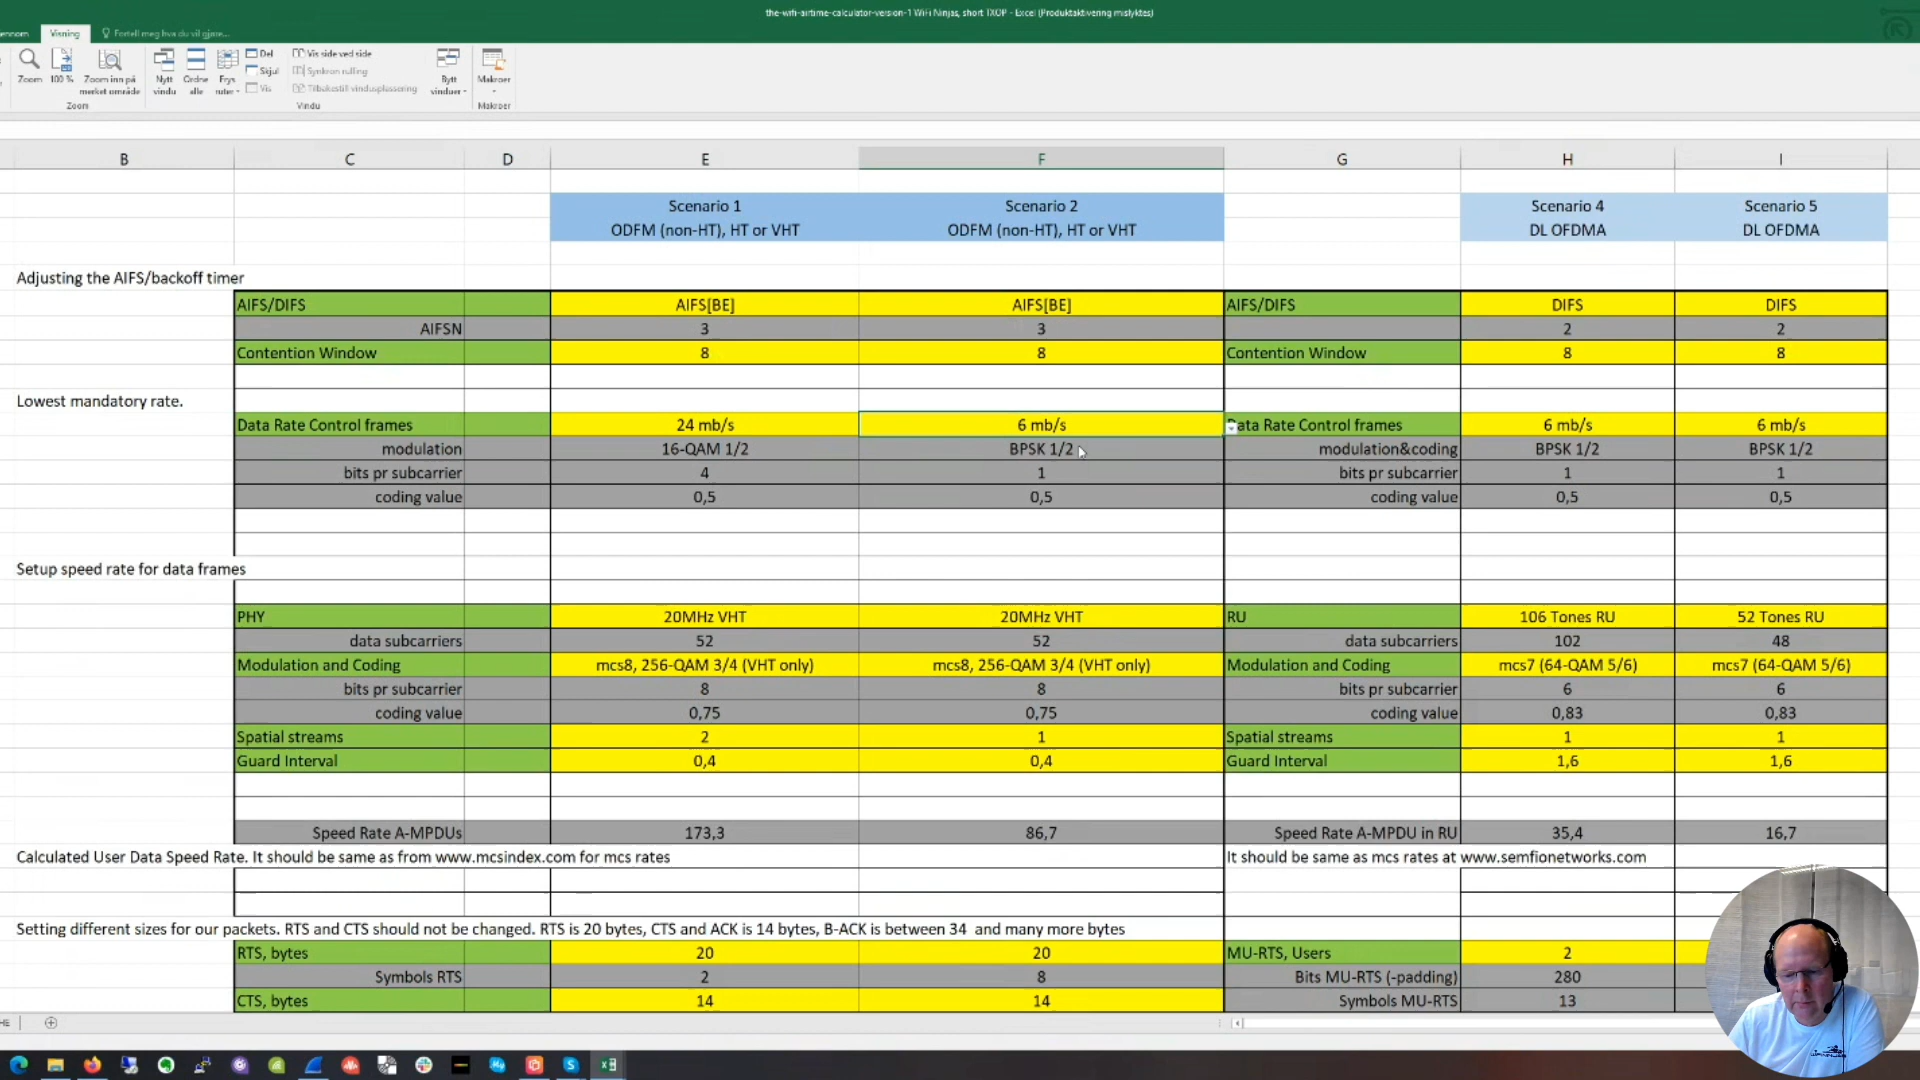 the-wifi-airtime-calculator-version-1 WiFi Ninjas, short TXOP - Excel (Produktaktivering mislyktes)
ennom Visning Fortell meg hva du vil gjøre...
Zoom 100 % Zoom inn på merket område Nytt vindu Ordne alle Frys ruter Del Skjul Vis Vis side ved side Synkron rulling Tilbakestill vindusplassering Bytt vinduer Makroer
Zoom Vindu Makroer
B C D E F G H I
Scenario 1 Scenario 2 Scenario 4 Scenario 5
ODFM (non-HT), HT or VHT ODFM (non-HT), HT or VHT DL OFDMA DL OFDMA
Adjusting the AIFS/backoff timer
AIFS/DIFS AIFS[BE] AIFS[BE] AIFS/DIFS DIFS DIFS
AIFSN 3 3 2 2
Contention Window 8 8 Contention Window 8 8
Lowest mandatory rate.
Data Rate Control frames 24 mb/s 6 mb/s Data Rate Control frames 6 mb/s 6 mb/s
modulation 16-QAM 1/2 BPSK 1/2 modulation&coding BPSK 1/2 BPSK 1/2
bits pr subcarrier 4 1 bits pr subcarrier 1 1
coding value 0,5 0,5 coding value 0,5 0,5
Setup speed rate for data frames
PHY 20MHz VHT 20MHz VHT RU 106 Tones RU 52 Tones RU
data subcarriers 52 52 data subcarriers 102 48
Modulation and Coding mcs8, 256-QAM 3/4 (VHT only) mcs8, 256-QAM 3/4 (VHT only) Modulation and Coding mcs7 (64-QAM 5/6) mcs7 (64-QAM 5/6)
bits pr subcarrier 8 8 bits pr subcarrier 6 6
coding value 0,75 0,75 coding value 0,83 0,83
Spatial streams 2 1 Spatial streams 1 1
Guard Interval 0,4 0,4 Guard Interval 1,6 1,6
Speed Rate A-MPDUs 173,3 86,7 Speed Rate A-MPDU in RU 35,4 16,7
Calculated User Data Speed Rate. It should be same as from www.mcsindex.com for mcs rates It should be same as mcs rates at www.semfionetworks.com
Setting different sizes for our packets. RTS and CTS should not be changed. RTS is 20 bytes, CTS and ACK is 14 bytes, B-ACK is between 34 and many more bytes
RTS, bytes 20 20 MU-RTS, Users 2
Symbols RTS 2 8 Bits MU-RTS (-padding) 280
CTS, bytes 14 14 Symbols MU-RTS 13